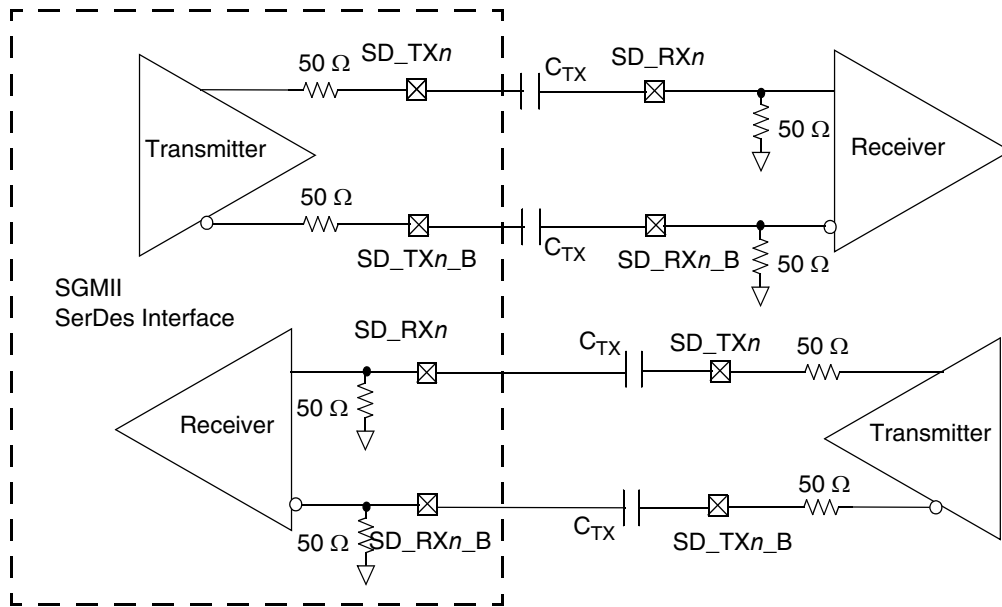 50 Ω
SD_TXn
C_TX
SD_RXn
50 Ω
Transmitter
Receiver
50 Ω
SD_TXn_B
C_TX
SD_RXn_B
50 Ω
SGMII
SerDes Interface
SD_RXn
C_TX
SD_TXn
50 Ω
50 Ω
Receiver
Transmitter
50 Ω
50 Ω
SD_RXn_B
C_TX
SD_TXn_B